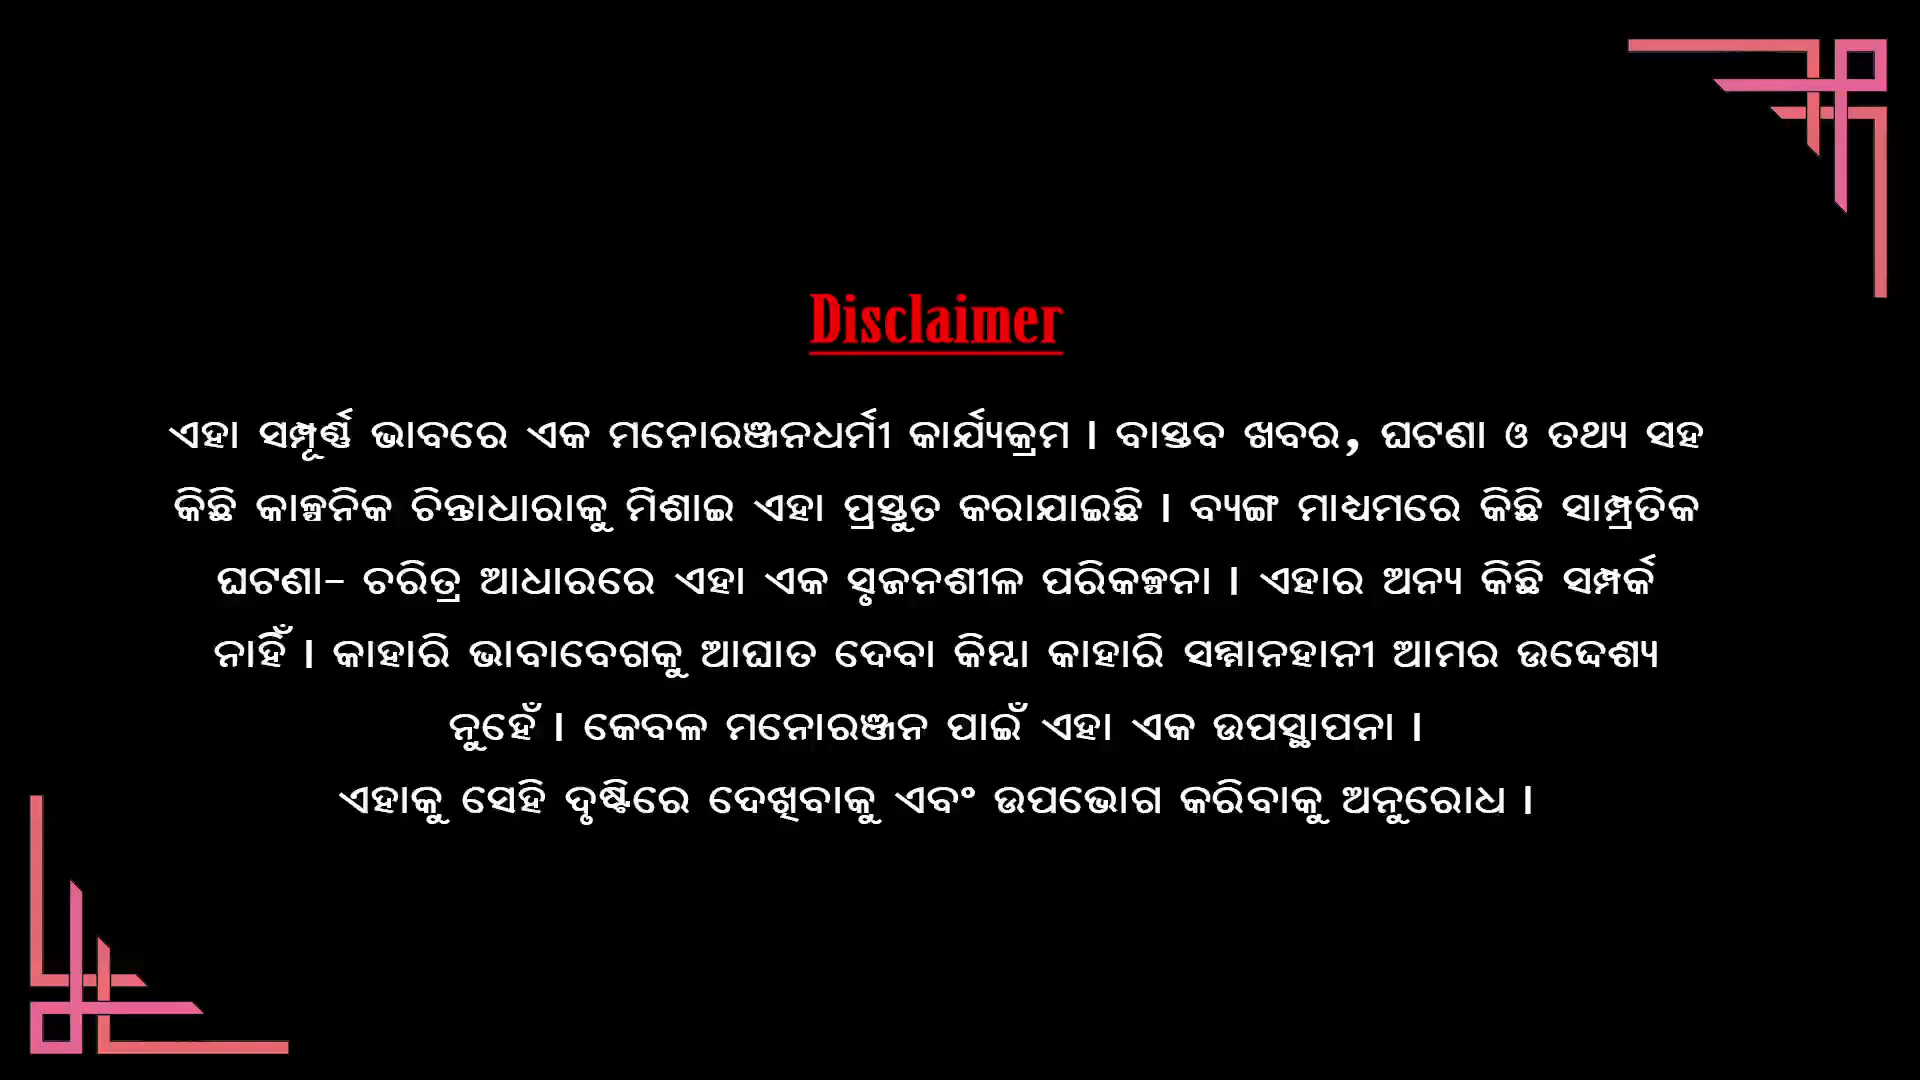 Disclaimer
ଏହା ସମ୍ପୂର୍ଣ୍ଣ ଭାବରେ ଏକ ମନୋରଞ୍ଜନଧର୍ମୀ କାର୍ଯ୍ୟକ୍ରମ । ବାସ୍ତବ ଖବର, ଘଟଣା ଓ ତଥ୍ୟ ସହ
କିଛି କାଳ୍ପନିକ ଚିନ୍ତାଧାରାକୁ ମିଶାଇ ଏହା ପ୍ରସ୍ତୁତ କରାଯାଇଛି । ବ୍ୟଙ୍ଗ ମାଧ୍ୟମରେ କିଛି ସାମ୍ପ୍ରତିକ
ଘଟଣା- ଚରିତ୍ର ଆଧାରରେ ଏହା ଏକ ସୃଜନଶୀଳ ପରିକଳ୍ପନା । ଏହାର ଅନ୍ୟ କିଛି ସମ୍ପର୍କ
ନାହିଁ । କାହାରି ଭାବାବେଗକୁ ଆଘାତ ଦେବା କିମ୍ବା କାହାରି ସମ୍ମାନହାନୀ ଆମର ଉଦ୍ଦେଶ୍ୟ
ନୁହେଁ । କେବଳ ମନୋରଞ୍ଜନ ପାଇଁ ଏହା ଏକ ଉପସ୍ଥାପନା ।
ଏହାକୁ ସେହି ଦୃଷ୍ଟିରେ ଦେଖିବାକୁ ଏବଂ ଉପଭୋଗ କରିବାକୁ ଅନୁରୋଧ ।